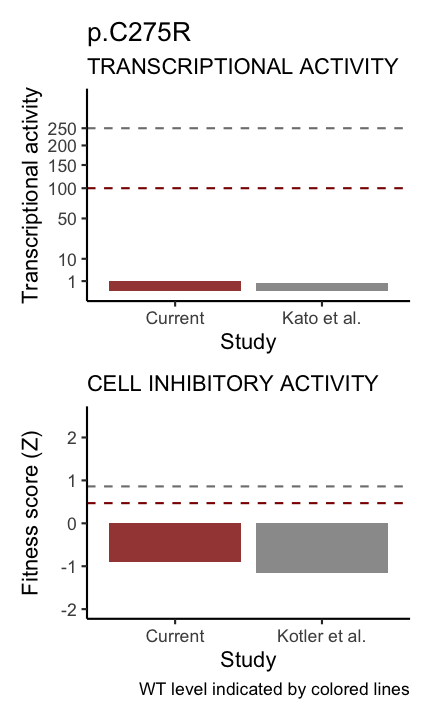 p.C275R
TRANSCRIPTIONAL ACTIVITY
Transcriptional activity
250
200
150
100
50
10
1
Current
Kato et al.
Study
CELL INHIBITORY ACTIVITY
Fitness score (Z)
2
1
0
-1
-2
Current
Kotler et al.
Study
WT level indicated by colored lines